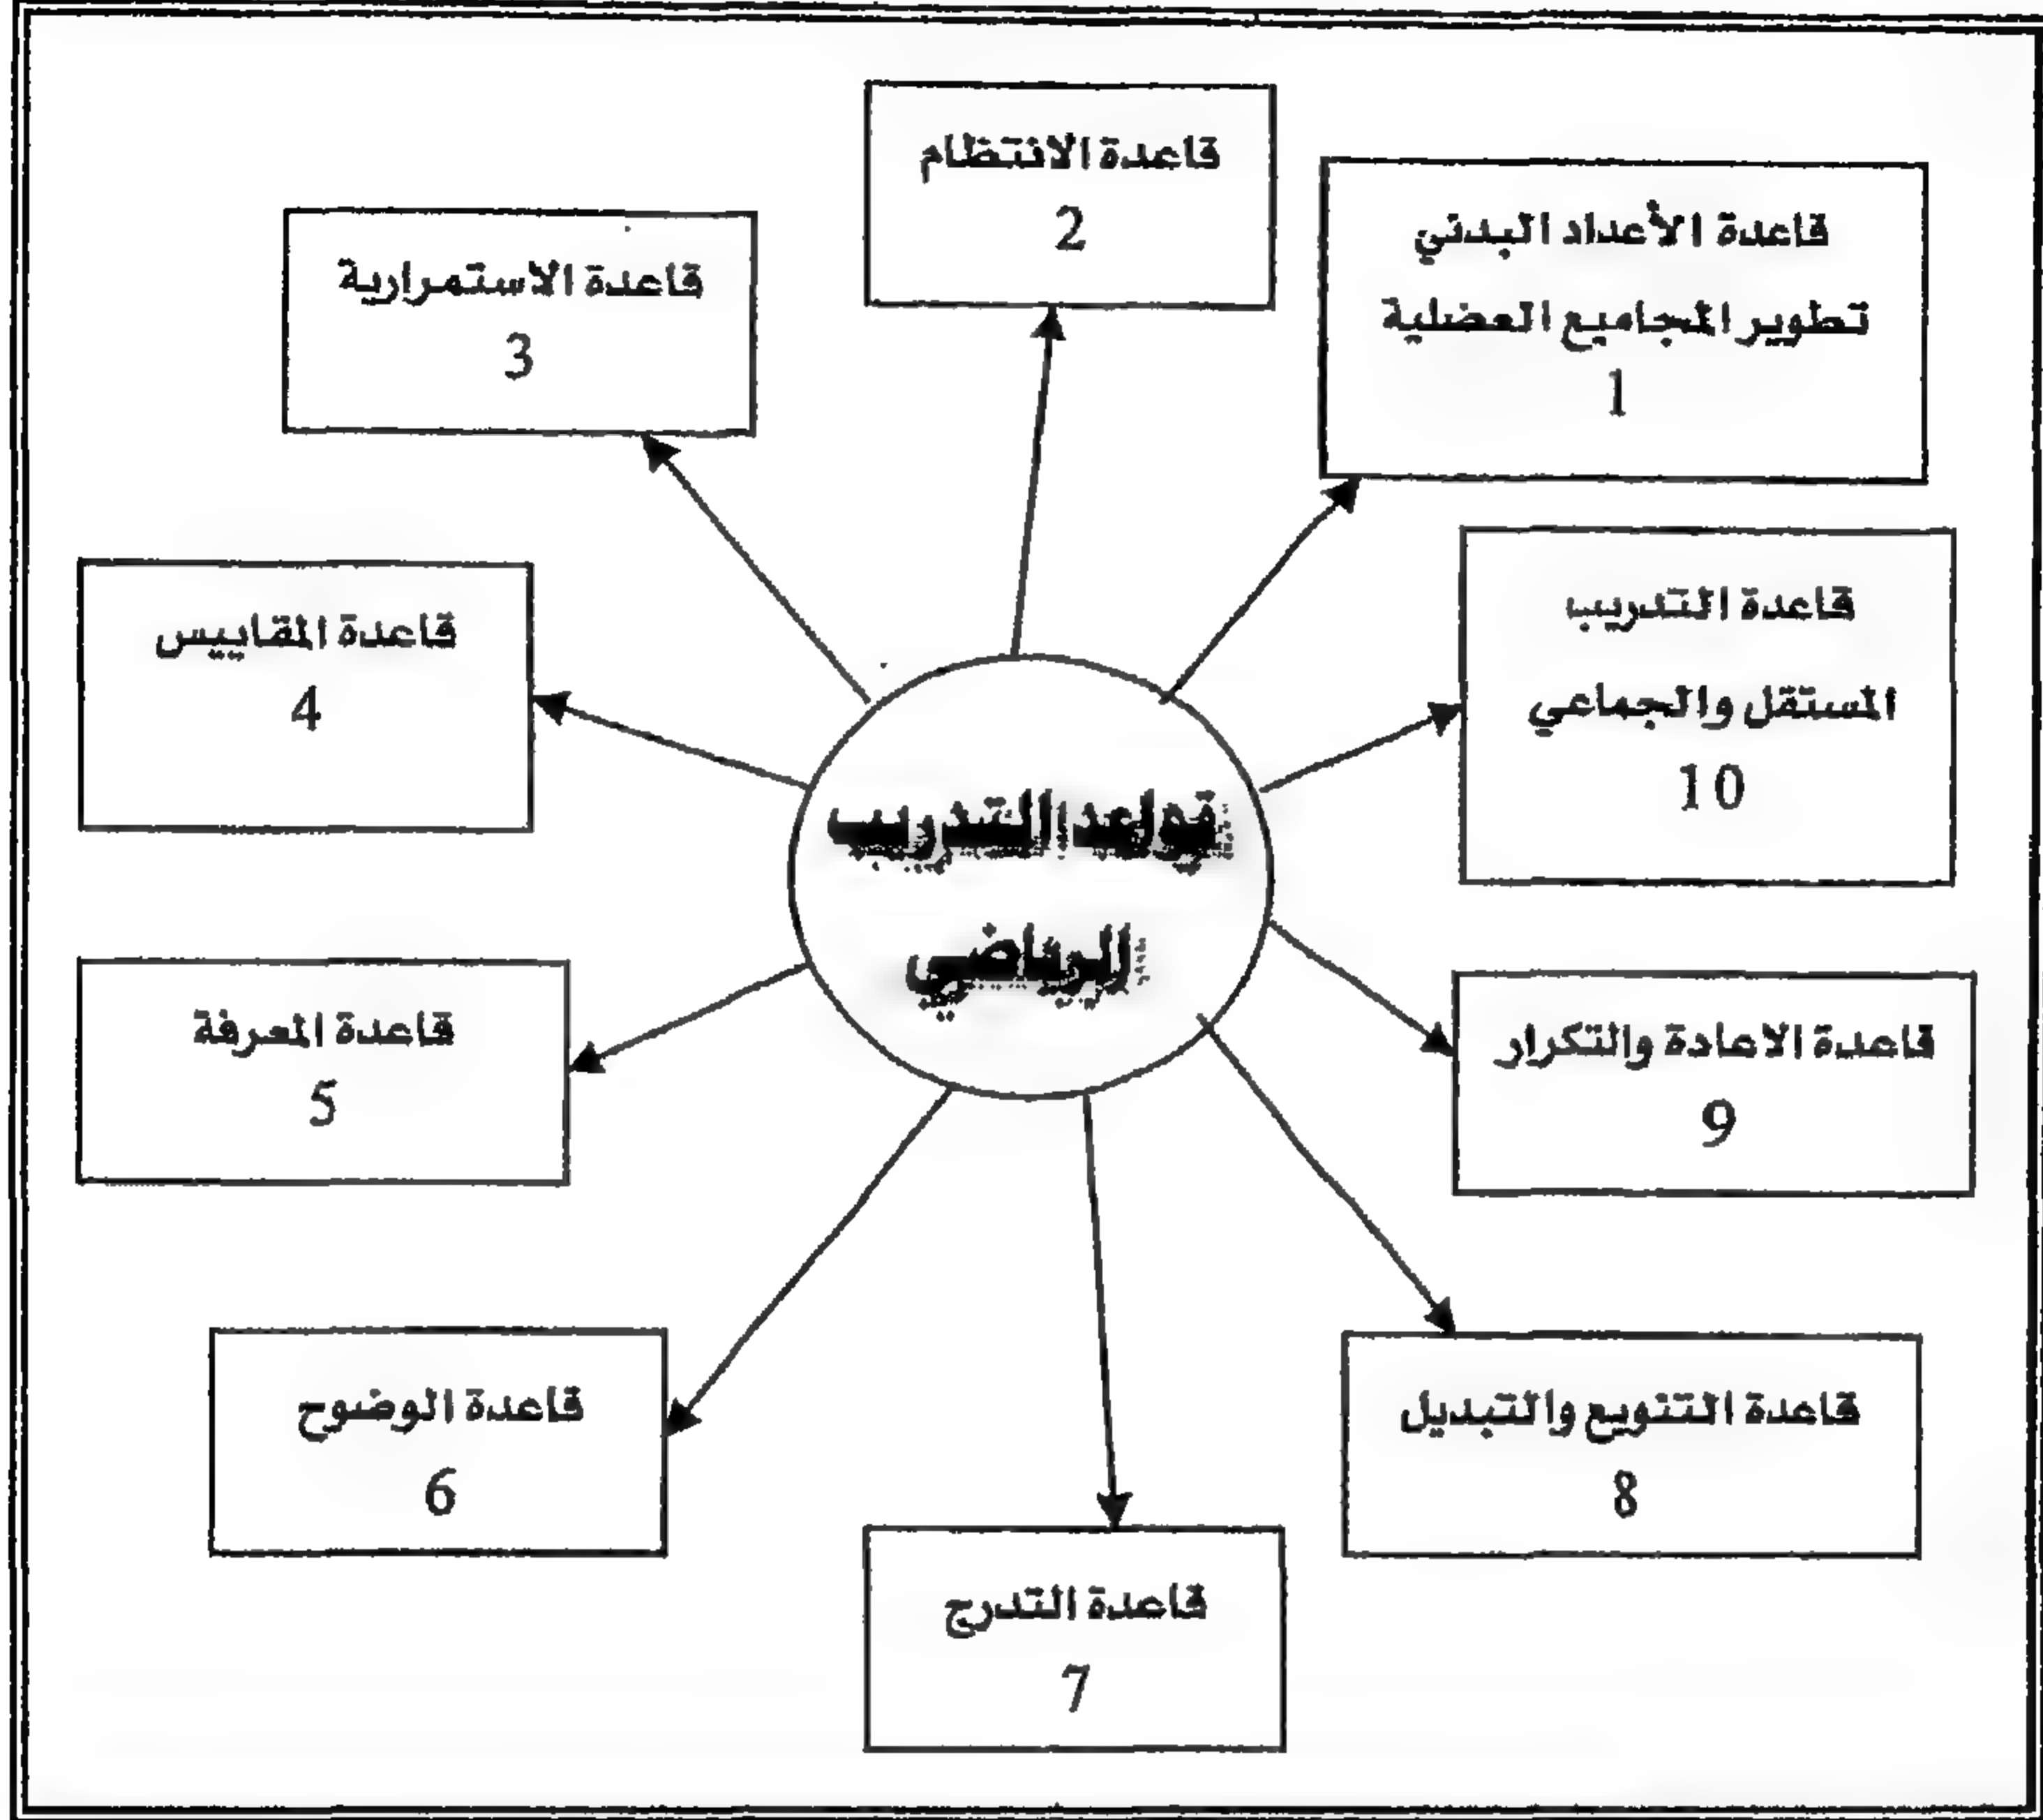 قواعد التدريب
الرياضي
قاعدة الأعداد البدني
تطوير المجاميع العضلية
1
قاعدة الانتظام
2
قاعدة الاستمرارية
3
قاعدة المقاييس
4
قاعدة المعرفة
5
قاعدة الوضوح
6
قاعدة التدرج
7
قاعدة التنويع والتبديل
8
قاعدة الاعادة والتكرار
9
قاعدة التدريب
المستقل والجماعي
10